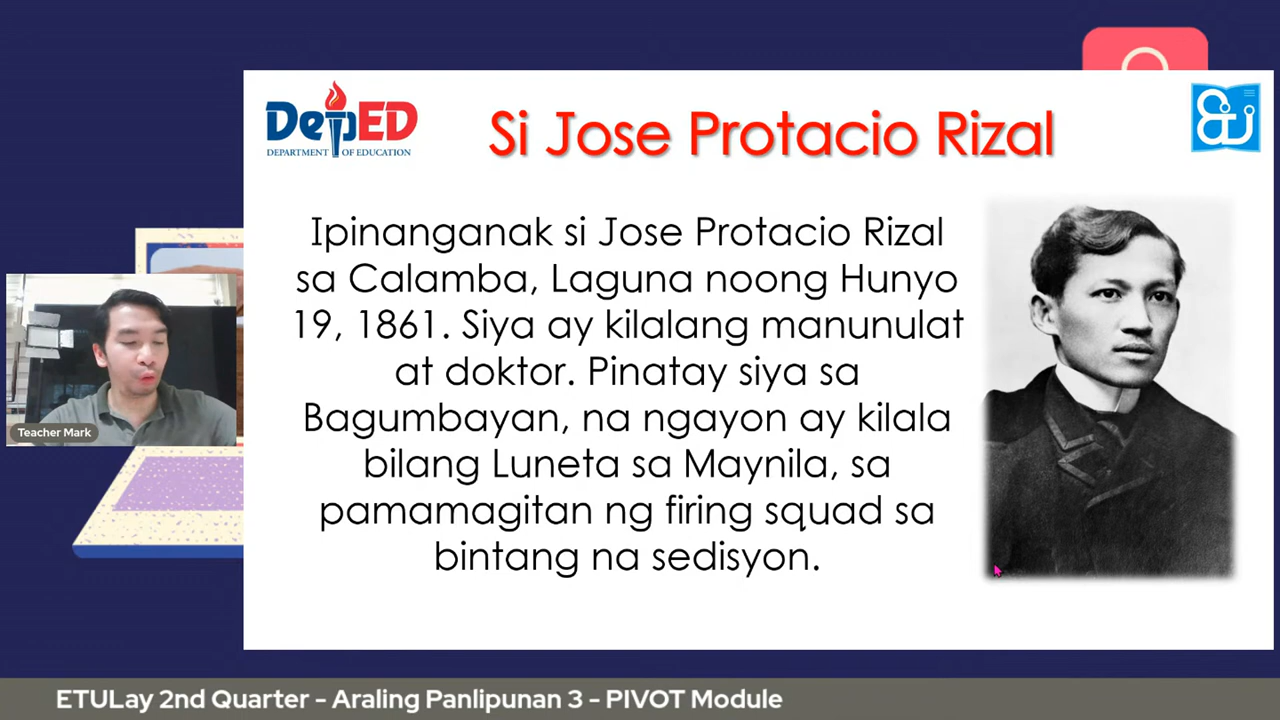 DepED
DEPARTMENT OF EDUCATION
Si Jose Protacio Rizal
Ipinanganak si Jose Protacio Rizal
sa Calamba, Laguna noong Hunyo
19, 1861. Siya ay kilalang manunulat
at doktor. Pinatay siya sa
Bagumbayan, na ngayon ay kilala
bilang Luneta sa Maynila, sa
pamamagitan ng firing squad sa
bintang na sedisyon.
Teacher Mark
ETULay 2nd Quarter - Araling Panlipunan 3 - PIVOT Module